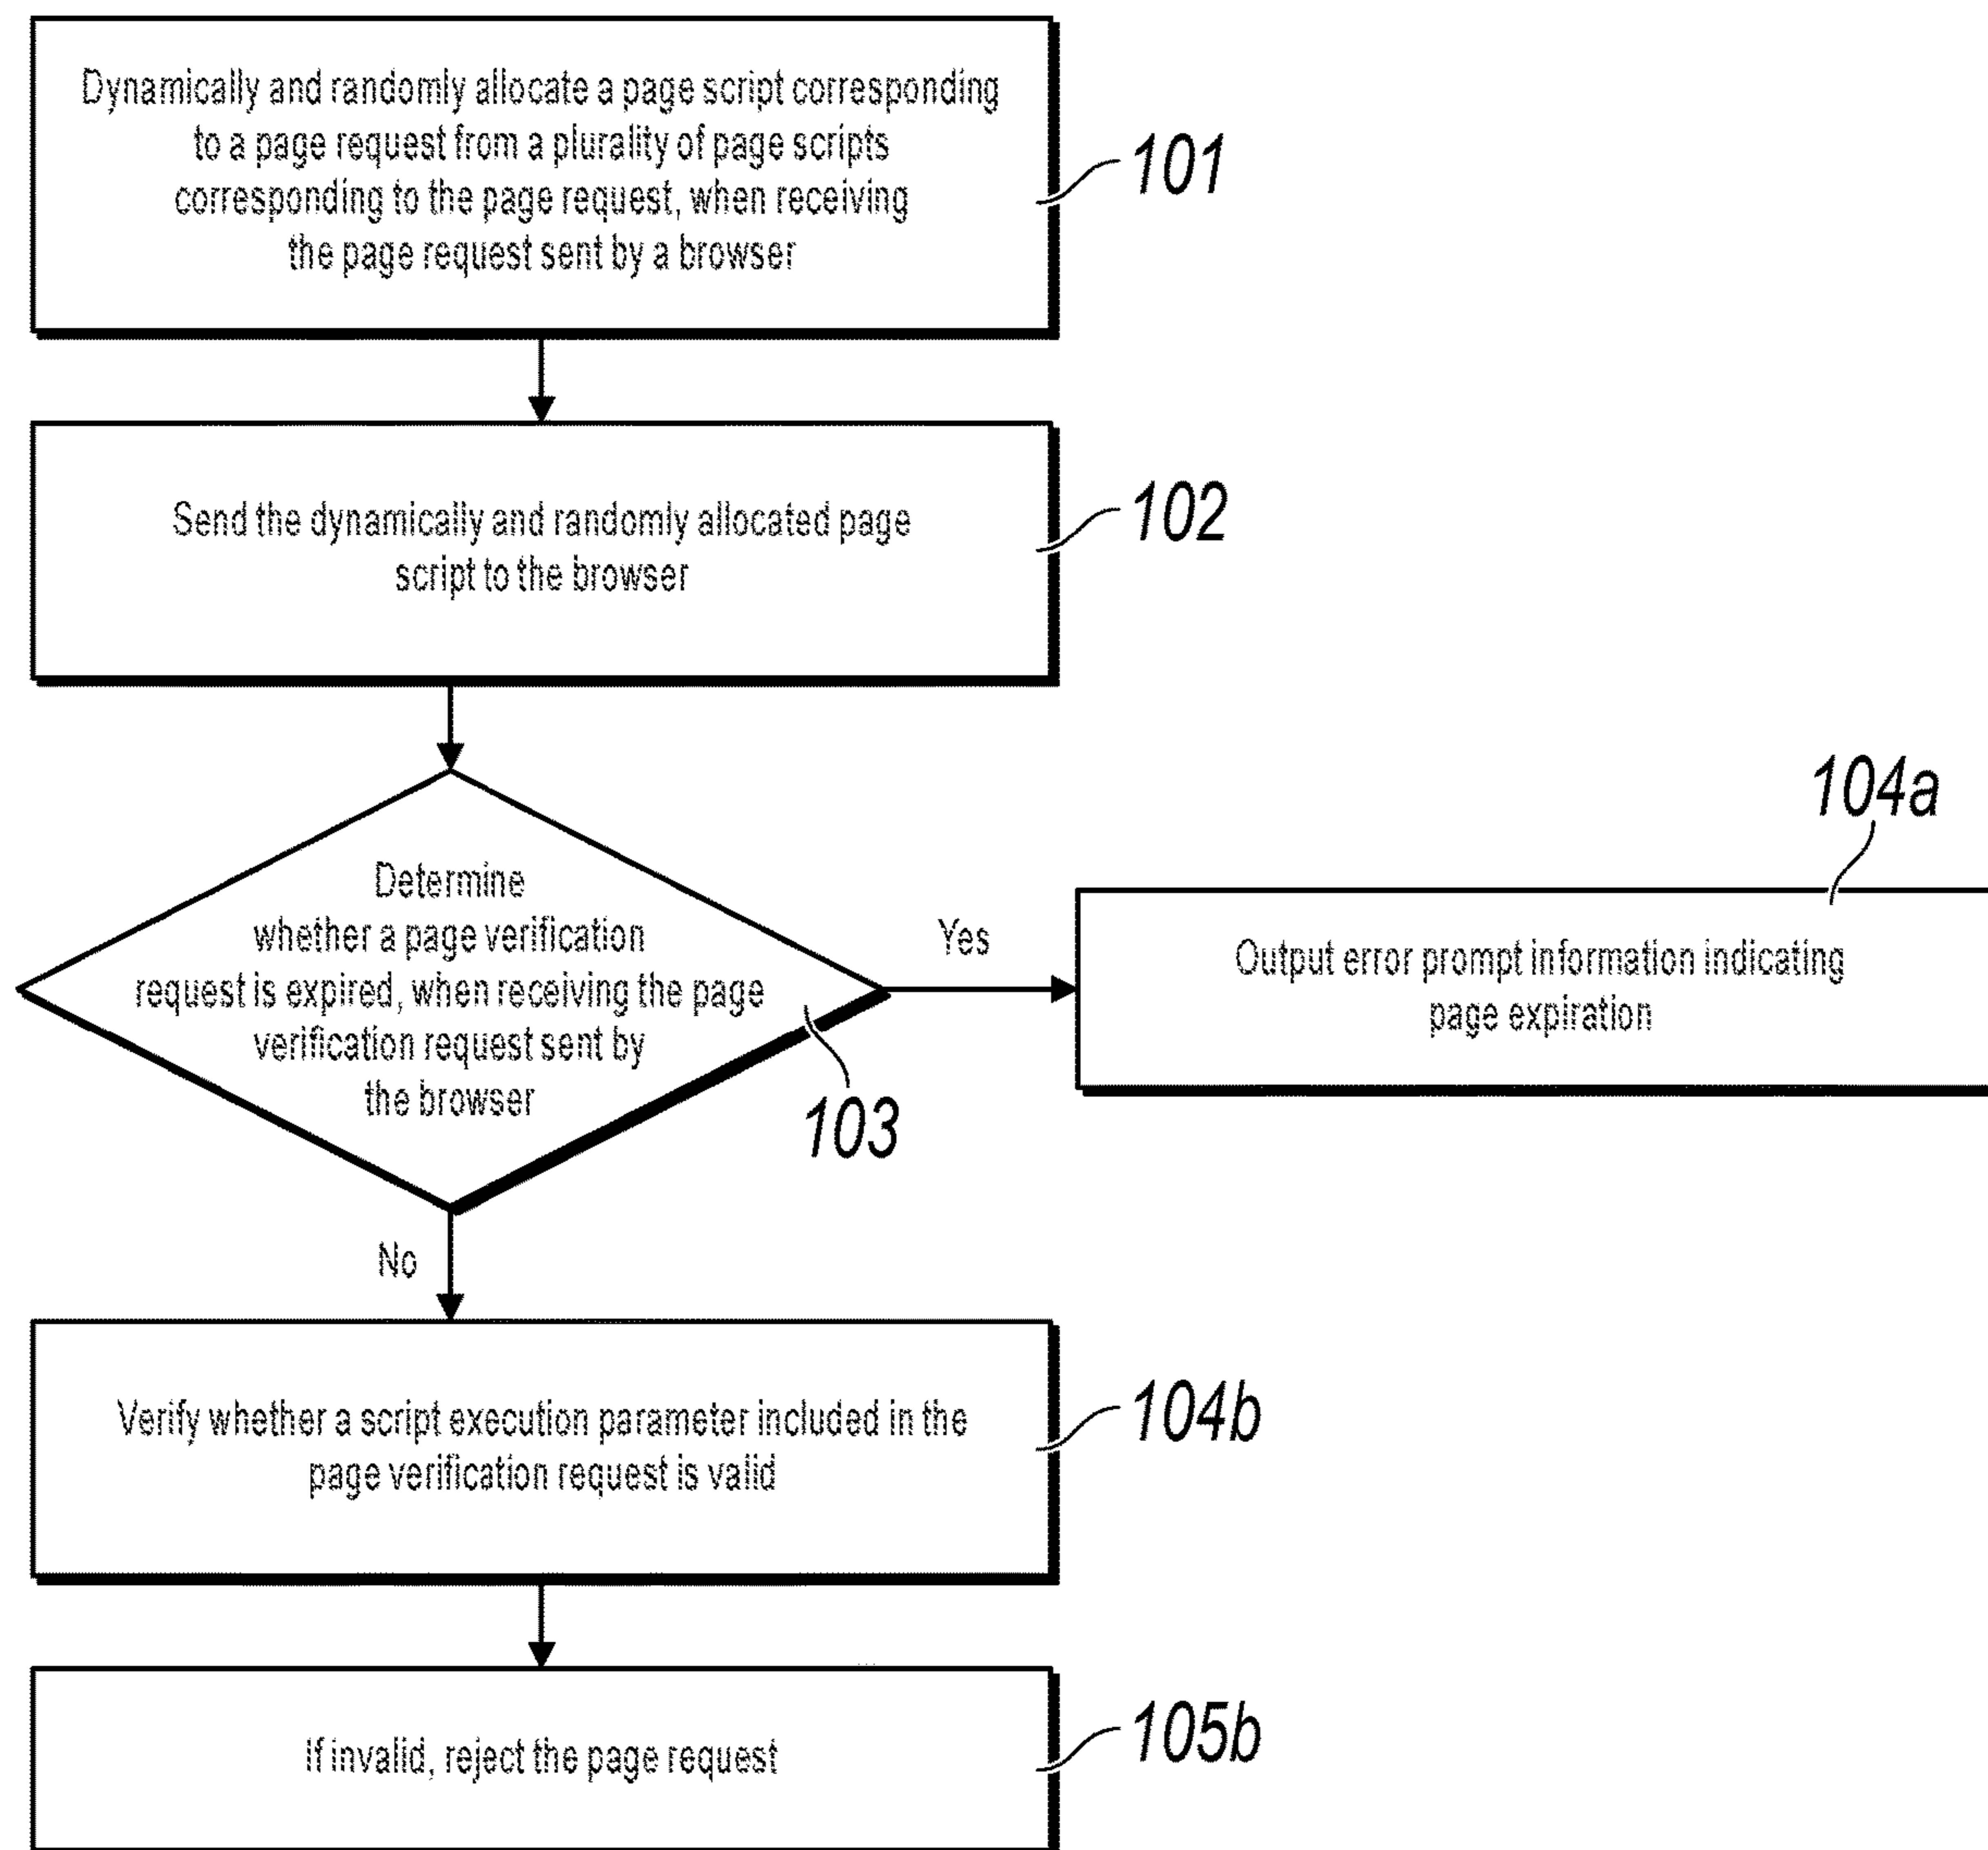 Dynamically and randomly allocate a page script corresponding
to a page request from a plurality of page scripts
corresponding to the page request, when receiving
the page request sent by a browser
101
Send the dynamically and randomly allocated page
script to the browser
102
Determine
whether a page verification
request is expired, when receiving the page
verification request sent by
the browser
103
Yes
104a
Output error prompt information indicating
page expiration
No
Verify whether a script execution parameter included in the
page verification request is valid
104b
If invalid, reject the page request
105b